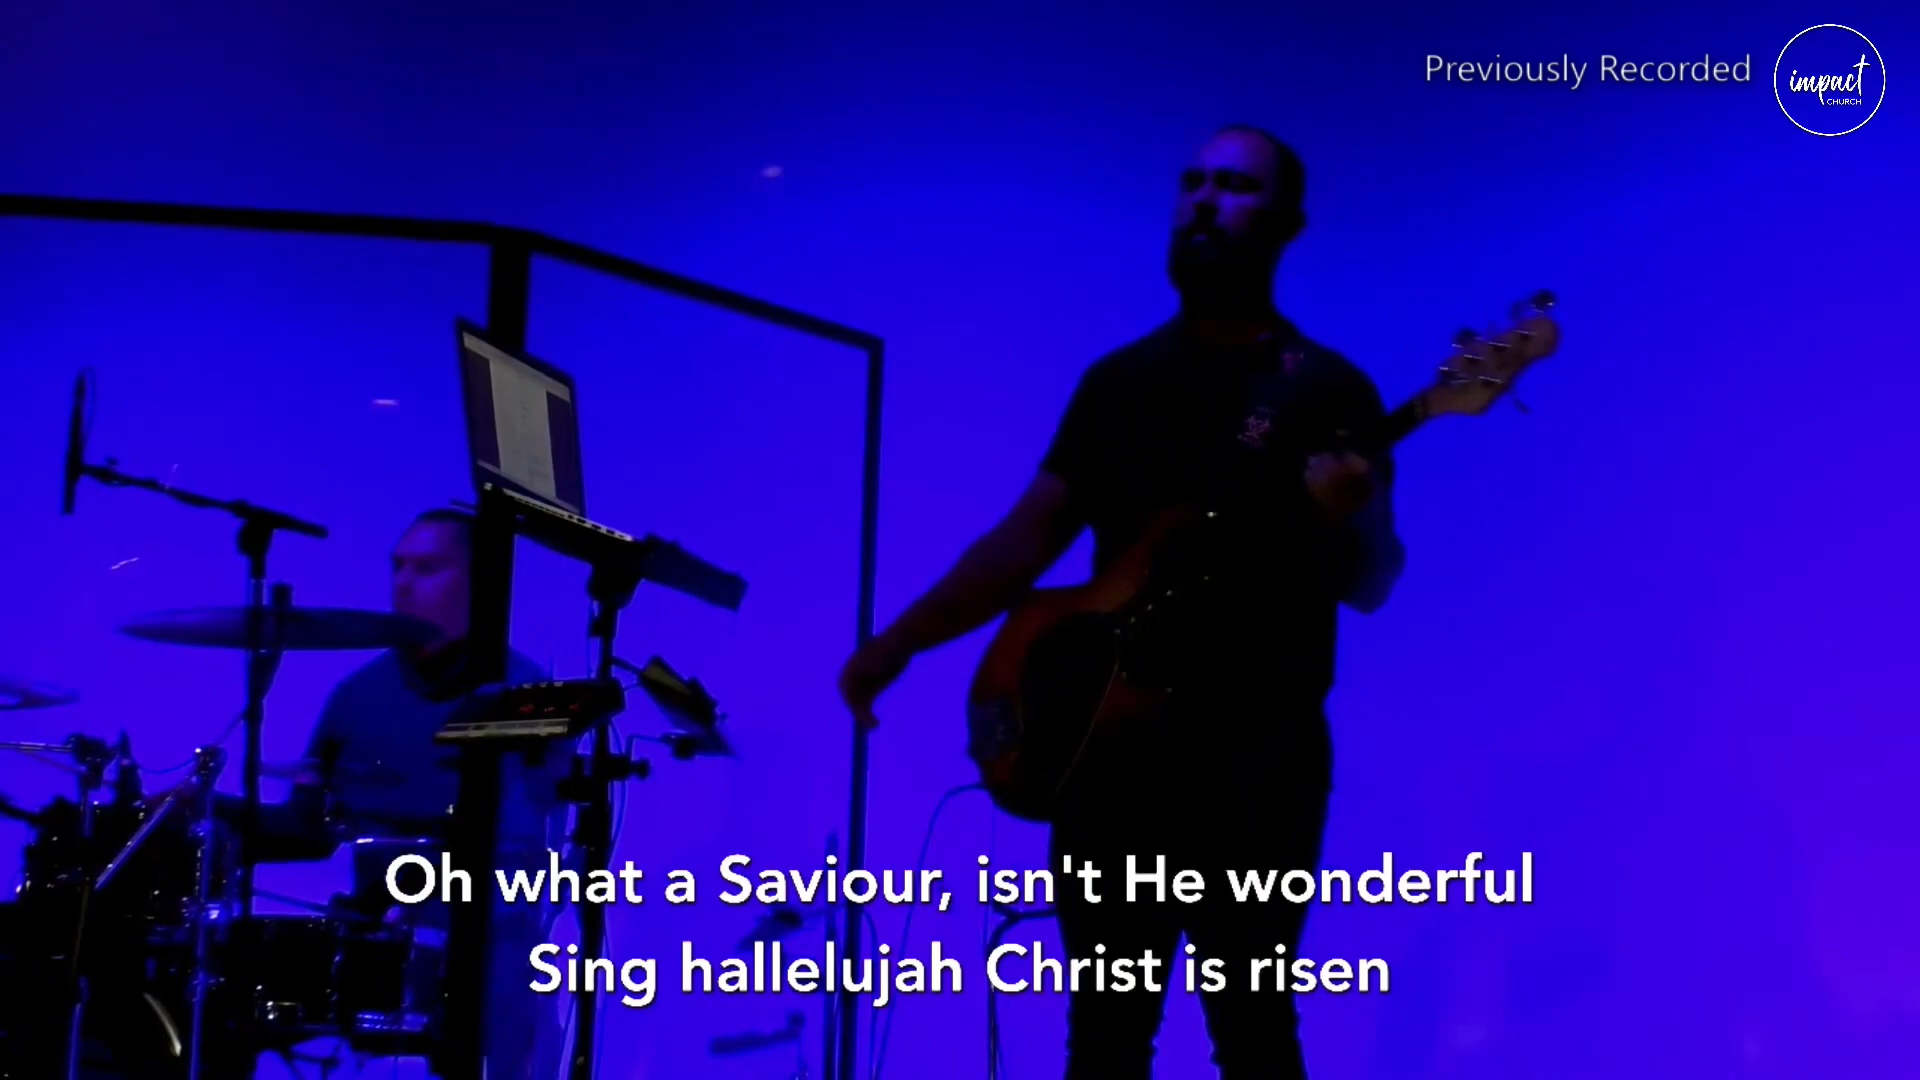 Previously Recorded
impact
CHURCH
Oh what a Saviour, isn't He wonderful
Sing hallelujah Christ is risen